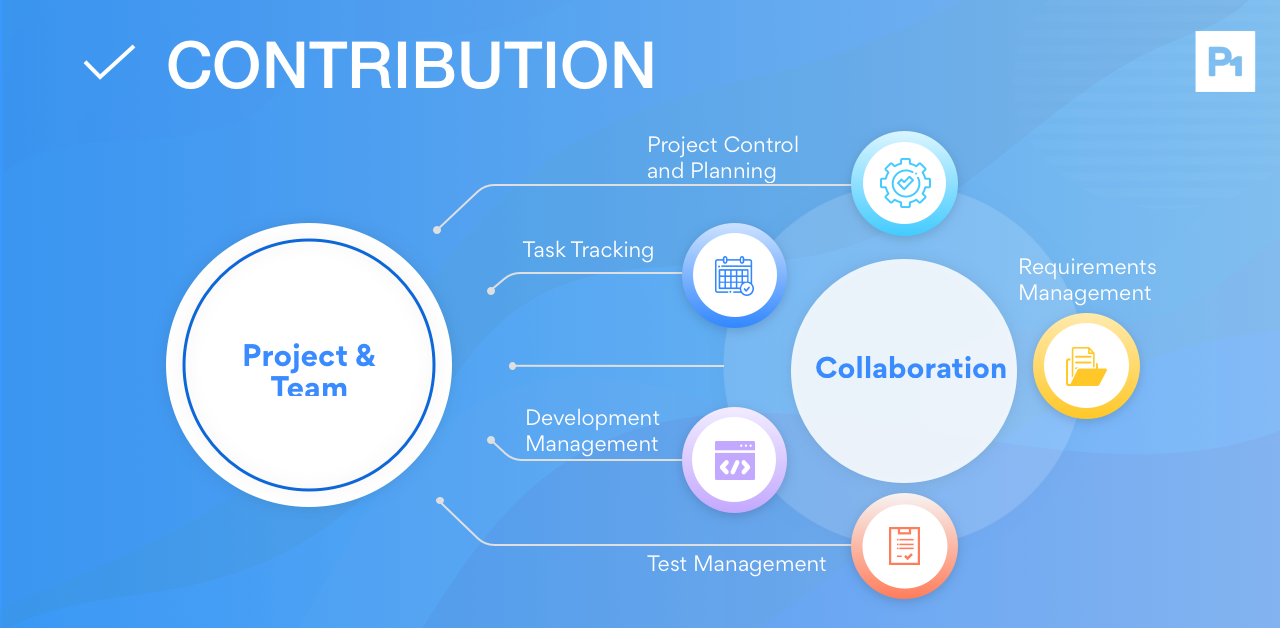 CONTRIBUTION
P1
Project Control
and Planning
Task Tracking
Requirements
Management
Project &
Team
Collaboration
Development
Management
Test Management